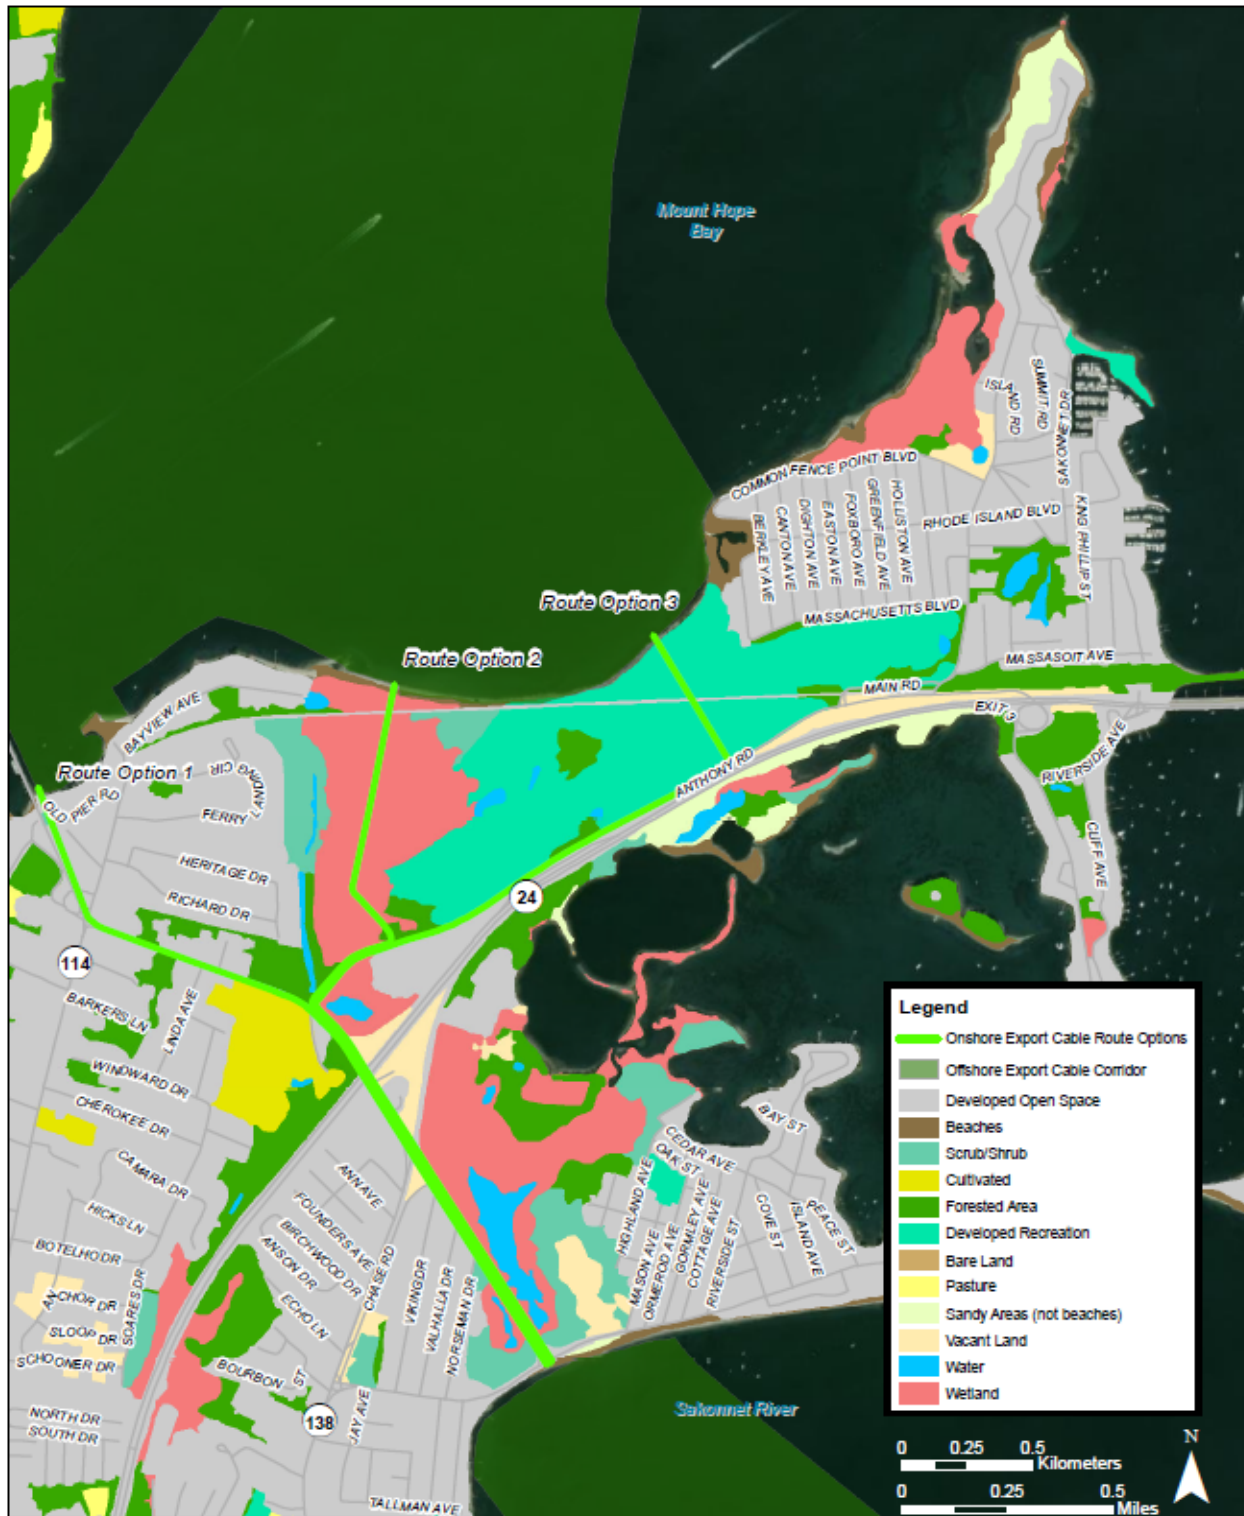 Mount Hope
Bay
ISLAND RD
SUMMIT RD
SAKONNET DR
COMMON FENCE POINT BLVD
BERKLEY AVE
CANTON AVE
DIGHTON AVE
EASTON AVE
FOXBORO AVE
GREENFIELD AVE
HOLLISTON AVE
RHODE ISLAND BLVD
KING PHILLIP ST
Route Option 3
MASSACHUSETTS BLVD
Route Option 2
MASSASOIT AVE
MAIN RD
EXIT 3
BAYVIEW AVE
RIVERSIDE AVE
Route Option 1
LANDING CIR
FERRY
OLD PIER RD
ANTHONY RD
CLIFF AVE
HERITAGE DR
RICHARD DR
24
114
BARKERS LN
LINDA AVE
WINDWARD DR
CHEROKEE DR
CAMARA DR
HICKS LN
BOTELHO DR
ANCHOR DR
SLOOP DR
SCHOONER DR
SOARES DR
NORTH DR
SOUTH DR
ANN AVE
FOUNDERS AVE
BIRCHWOOD DR
ANSON DR
ECHO LN
CHASE RD
VIKING DR
VALHALLA DR
NORSEMAN DR
BOURBON ST
138
JAY AVE
TALLMAN AVE
BAY ST
CEDAR AVE
OAK ST
HIGHLAND AVE
MASON AVE
ORMEROD AVE
GORMLEY AVE
COTTAGE AVE
RIVERSIDE ST
COVE ST
ISLAND AVE
PEACE ST
Sakonnet River
Legend
Onshore Export Cable Route Options
Offshore Export Cable Corridor
Developed Open Space
Beaches
Scrub/Shrub
Cultivated
Forested Area
Developed Recreation
Bare Land
Pasture
Sandy Areas (not beaches)
Vacant Land
Water
Wetland
0 0.25 0.5
Kilometers
0 0.25 0.5
Miles
N